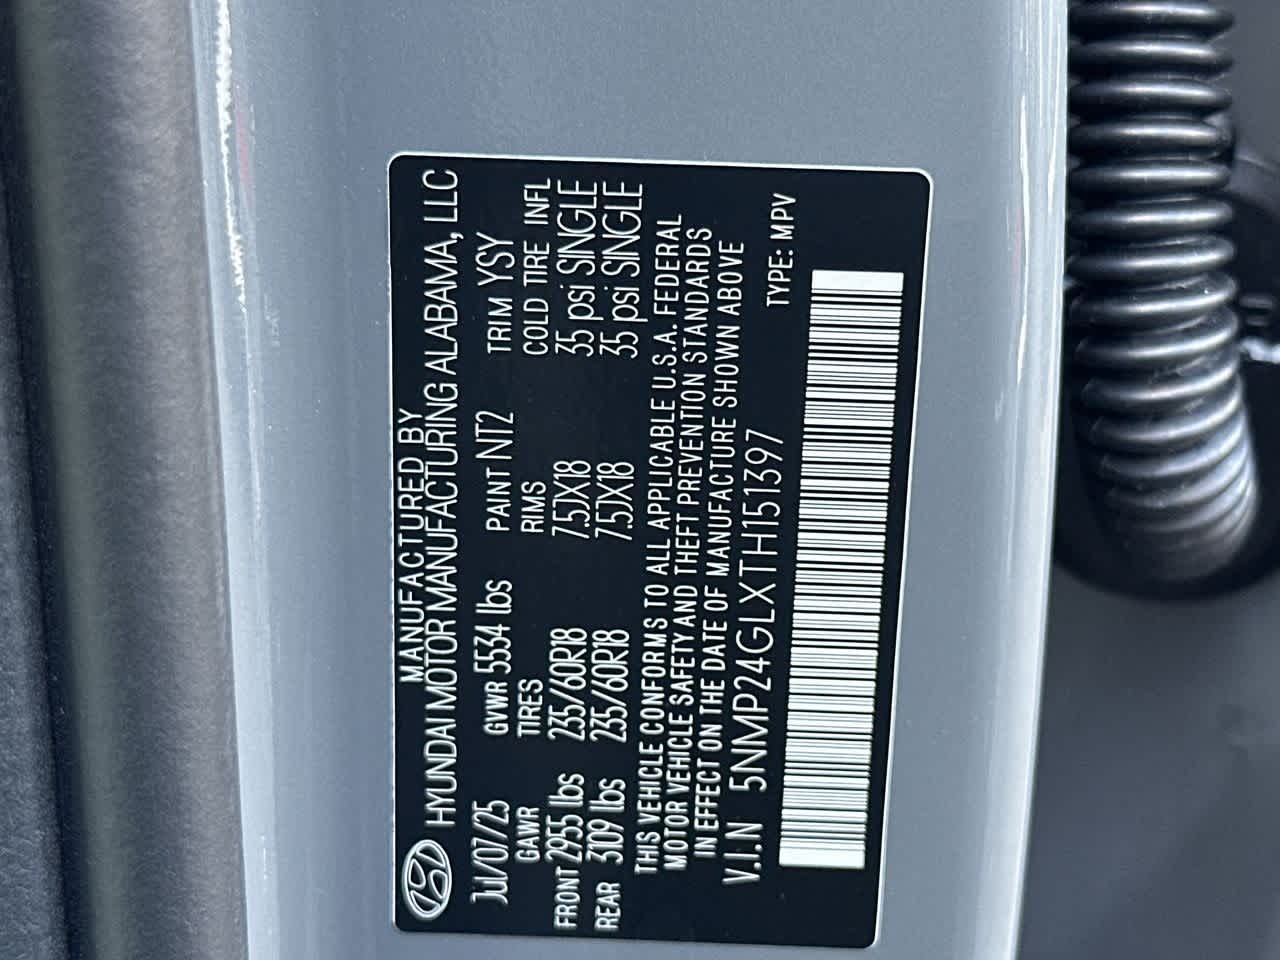 MANUFACTURED BY
HYUNDAI MOTOR MANUFACTURING ALABAMA, LLC
Jul/07/25 GVWR 5534 lbs PAINT NT2 TRIM YSY
GAWR TIRES RIMS COLD TIRE INFL
FRONT 2955 lbs 235/60R18 7.5JX18 35 psi SINGLE
REAR 3109 lbs 235/60R18 7.5JX18 35 psi SINGLE
THIS VEHICLE CONFORMS TO ALL APPLICABLE U.S.A. FEDERAL
MOTOR VEHICLE SAFETY AND THEFT PREVENTION STANDARDS
IN EFFECT ON THE DATE OF MANUFACTURE SHOWN ABOVE
V.I.N 5NMP24GLXTH151397 TYPE: MPV